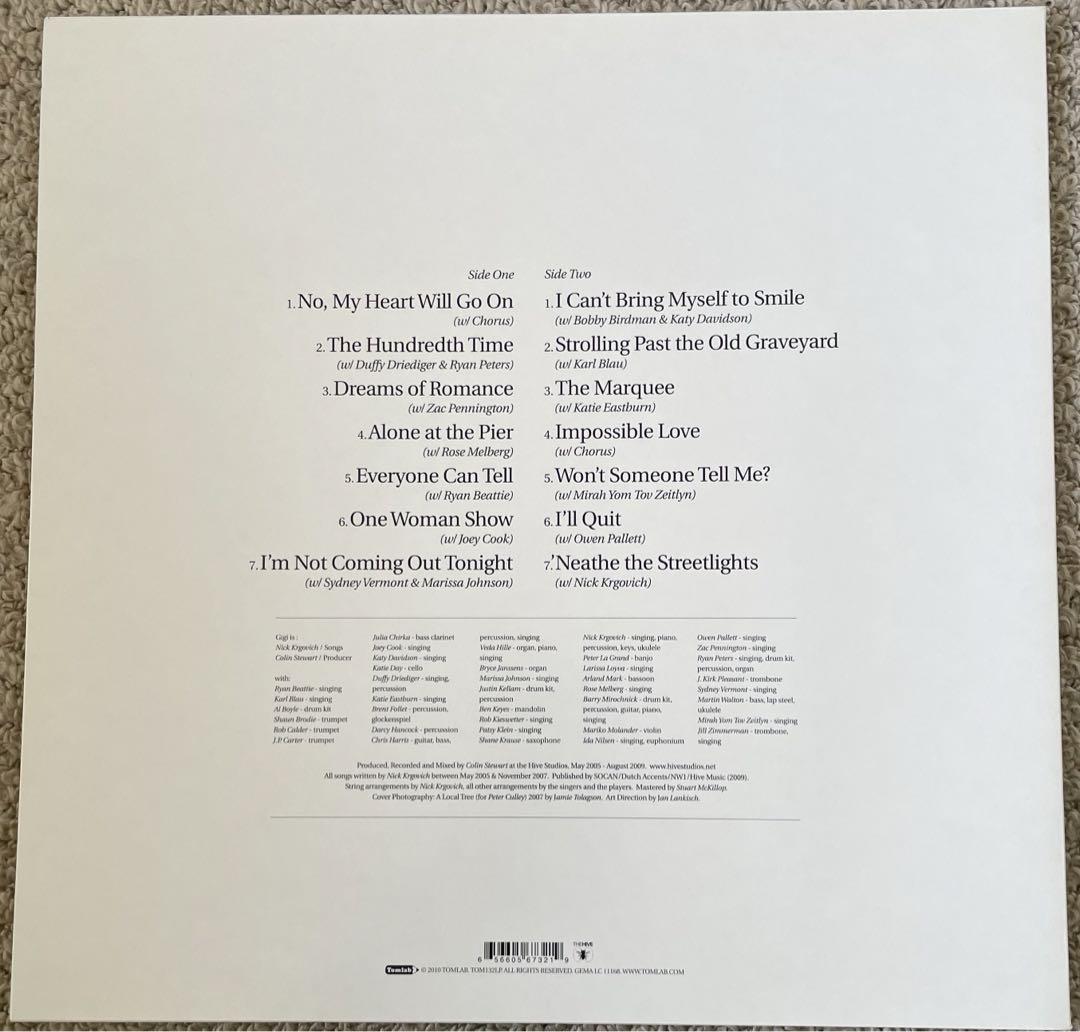 Side One
1. No, My Heart Will Go On
(w/ Chorus)
2. The Hundredth Time
(w/ Duffy Driediger & Ryan Peters)
3. Dreams of Romance
(w/ Zac Pennington)
4. Alone at the Pier
(w/ Rose Melberg)
5. Everyone Can Tell
(w/ Ryan Beattie)
6. One Woman Show
(w/ Joey Cook)
7. I'm Not Coming Out Tonight
(w/ Sydney Vermont & Marissa Johnson)
Side Two
1. I Can't Bring Myself to Smile
(w/ Bobby Birdman & Katy Davidson)
2. Strolling Past the Old Graveyard
(w/ Karl Blau)
3. The Marquee
(w/ Katie Eastburn)
4. Impossible Love
(w/ Chorus)
5. Won't Someone Tell Me?
(w/ Mirah Yom Tov Zeitlyn)
6. I'll Quit
(w/ Owen Pallett)
7. 'Neathe the Streetlights
(w/ Nick Krgovich)
Gigi is :
Nick Krgovich / Songs
Colin Stewart / Producer
with:
Ryan Beattie - singing
Karl Blau - singing
Al Boyle - drum kit
Shaun Brodie - trumpet
Rob Calder - trumpet
J.P. Carter - trumpet
Julia Chirka - bass clarinet
Joey Cook - singing
Katy Davidson - singing
Katie Day - cello
Duffy Driediger - singing,
percussion
Katie Eastburn - singing
Brent Follet - percussion,
glockenspiel
Darcy Hancock - percussion
Chris Harris - guitar, bass,
percussion, singing
Veda Hille - organ, piano,
singing
Bryce Janssens - organ
Marissa Johnson - singing
Justin Kellam - drum kit,
percussion
Ben Keyes - mandolin
Rob Kieswetter - singing
Patsy Klein - singing
Shane Krause - saxophone
Nick Krgovich - singing, piano,
percussion, keys, ukulele
Peter La Grand - banjo
Larissa Loyva - singing
Arland Mark - bassoon
Rose Melberg - singing
Barry Mirochnick - drum kit,
percussion, guitar, piano,
singing
Mariko Molander - violin
Ida Nilsen - singing, euphonium
Owen Pallett - singing
Zac Pennington - singing
Ryan Peters - singing, drum kit,
percussion, organ
J. Kirk Pleasant - trombone
Sydney Vermont - singing
Martin Walton - bass, lap steel,
ukulele
Mirah Yom Tov Zeitlyn - singing
Jill Zimmerman - trombone,
singing
Produced, Recorded and Mixed by Colin Stewart at the Hive Studios, May 2005 - August 2009. www.hivestudios.net
All songs written by Nick Krgovich between May 2005 & November 2007. Published by SOCAN/Dutch Accents/NW1/Hive Music (2009).
String arrangements by Nick Krgovich, all other arrangements by the singers and the players. Mastered by Stuart McKillop.
Cover Photography: A Local Tree (for Peter Culley) 2007 by Jamie Tolagson. Art Direction by Jan Lankisch.
THE HIVE
6 56605 67321 9
Tomlab © 2010 TOMLAB. TOM132LP. ALL RIGHTS RESERVED. GEMA LC 11168. WWW.TOMLAB.COM